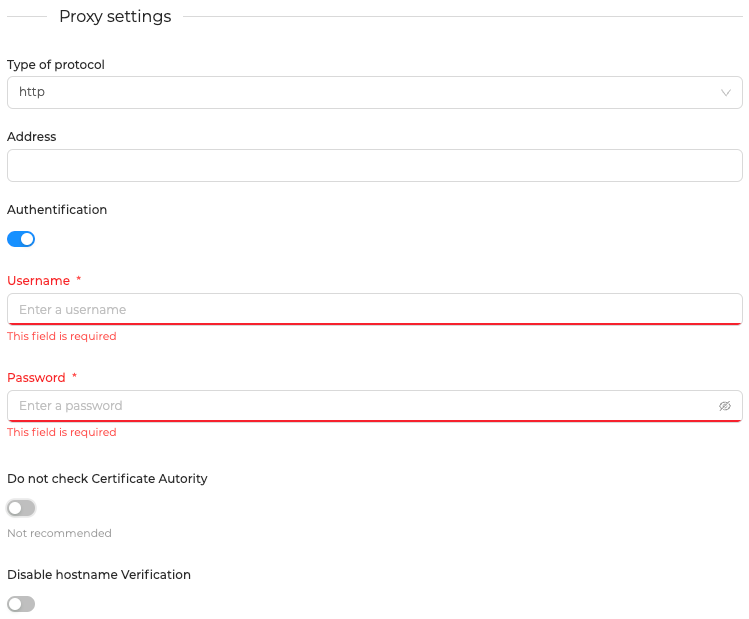 Proxy settings
Type of protocol
http
Address
Authentification
Username *
Enter a username
This field is required
Password *
Enter a password
This field is required
Do not check Certificate Autority
Not recommended
Disable hostname Verification